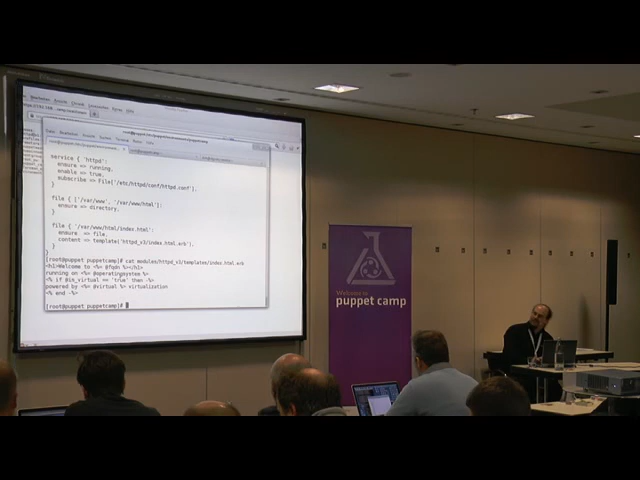 service { 'httpd':
ensure => running,
enable => true,
subscribe => File['/etc/httpd/conf/httpd.conf'],
}
file { ['/var/www', '/var/www/html']:
ensure => directory,
}
file { '/var/www/html/index.html':
ensure => file,
content => template('httpd_v3/index.html.erb'),
}
}
[root@puppet puppetcamp]# cat modules/httpd_v3/templates/index.html.erb
<h1>Welcome to <%= @fqdn %></h1>
running on <%= @operatingsystem %>
<% if @is_virtual == 'true' then -%>
powered by <%= @virtual %> virtualization
<% end -%>
[root@puppet puppetcamp]#
Welcome to
puppet camp